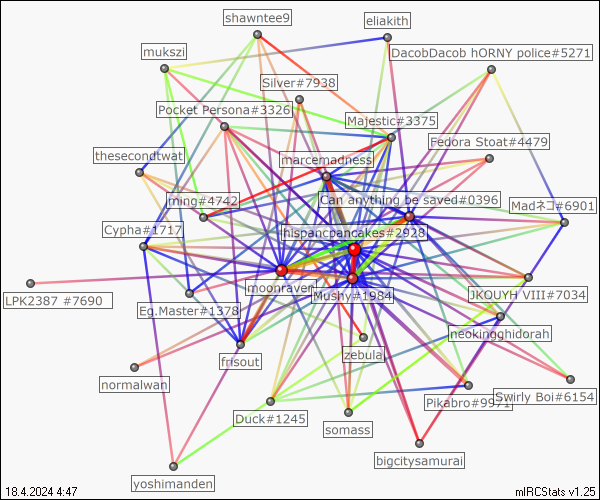 shawntee9
eliakith
mukszi
DacobDacob hORNY police#5271
Silver#7938
Pocket Persona#3326
Majestic#3375
Fedora Stoat#4479
thesecondtwat
marcemadness
ming#4742
Can anything be saved#0396
Madネコ#6901
Cypha#1717
hispancpancakes#2928
moonraven
Mushy#1984
JKOUYH VIII#7034
LPK2387 #7690
Eg.Master#1378
neokingghidorah
frisout
zebulaj
normalwan
Pikabro#9971
Swirly Boi#6154
Duck#1245
somass
bigcitysamurai
yoshimanden
18.4.2024 4:47
mIRCStats v1.25